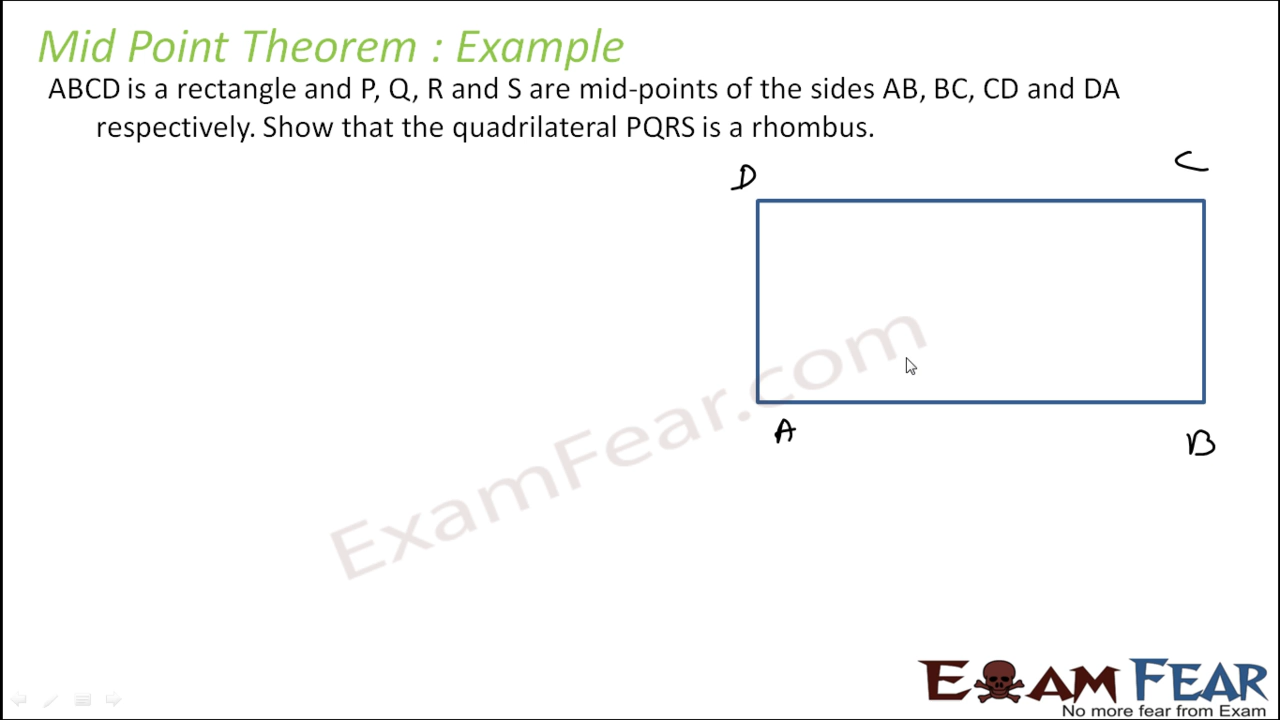 Mid Point Theorem : Example
ABCD is a rectangle and P, Q, R and S are mid-points of the sides AB, BC, CD and DA
respectively. Show that the quadrilateral PQRS is a rhombus.
D
C
A
B
ExamFear.com
EXAM FEAR
No more fear from Exam